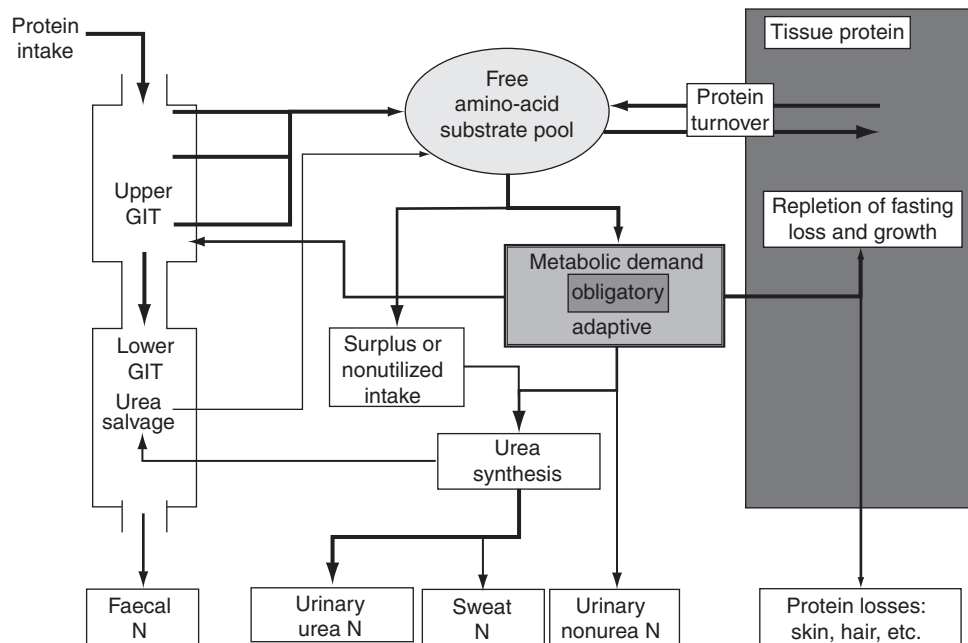 Protein
intake
Upper
GIT
Lower
GIT
Urea
salvage
Faecal
N
Free
amino-acid
substrate pool
Surplus or
nonutilized
intake
Metabolic demand
obligatory
adaptive
Urea
synthesis
Urinary
urea N
Sweat
N
Urinary
nonurea N
Tissue protein
Protein
turnover
Repletion of fasting
loss and growth
Protein losses:
skin, hair, etc.